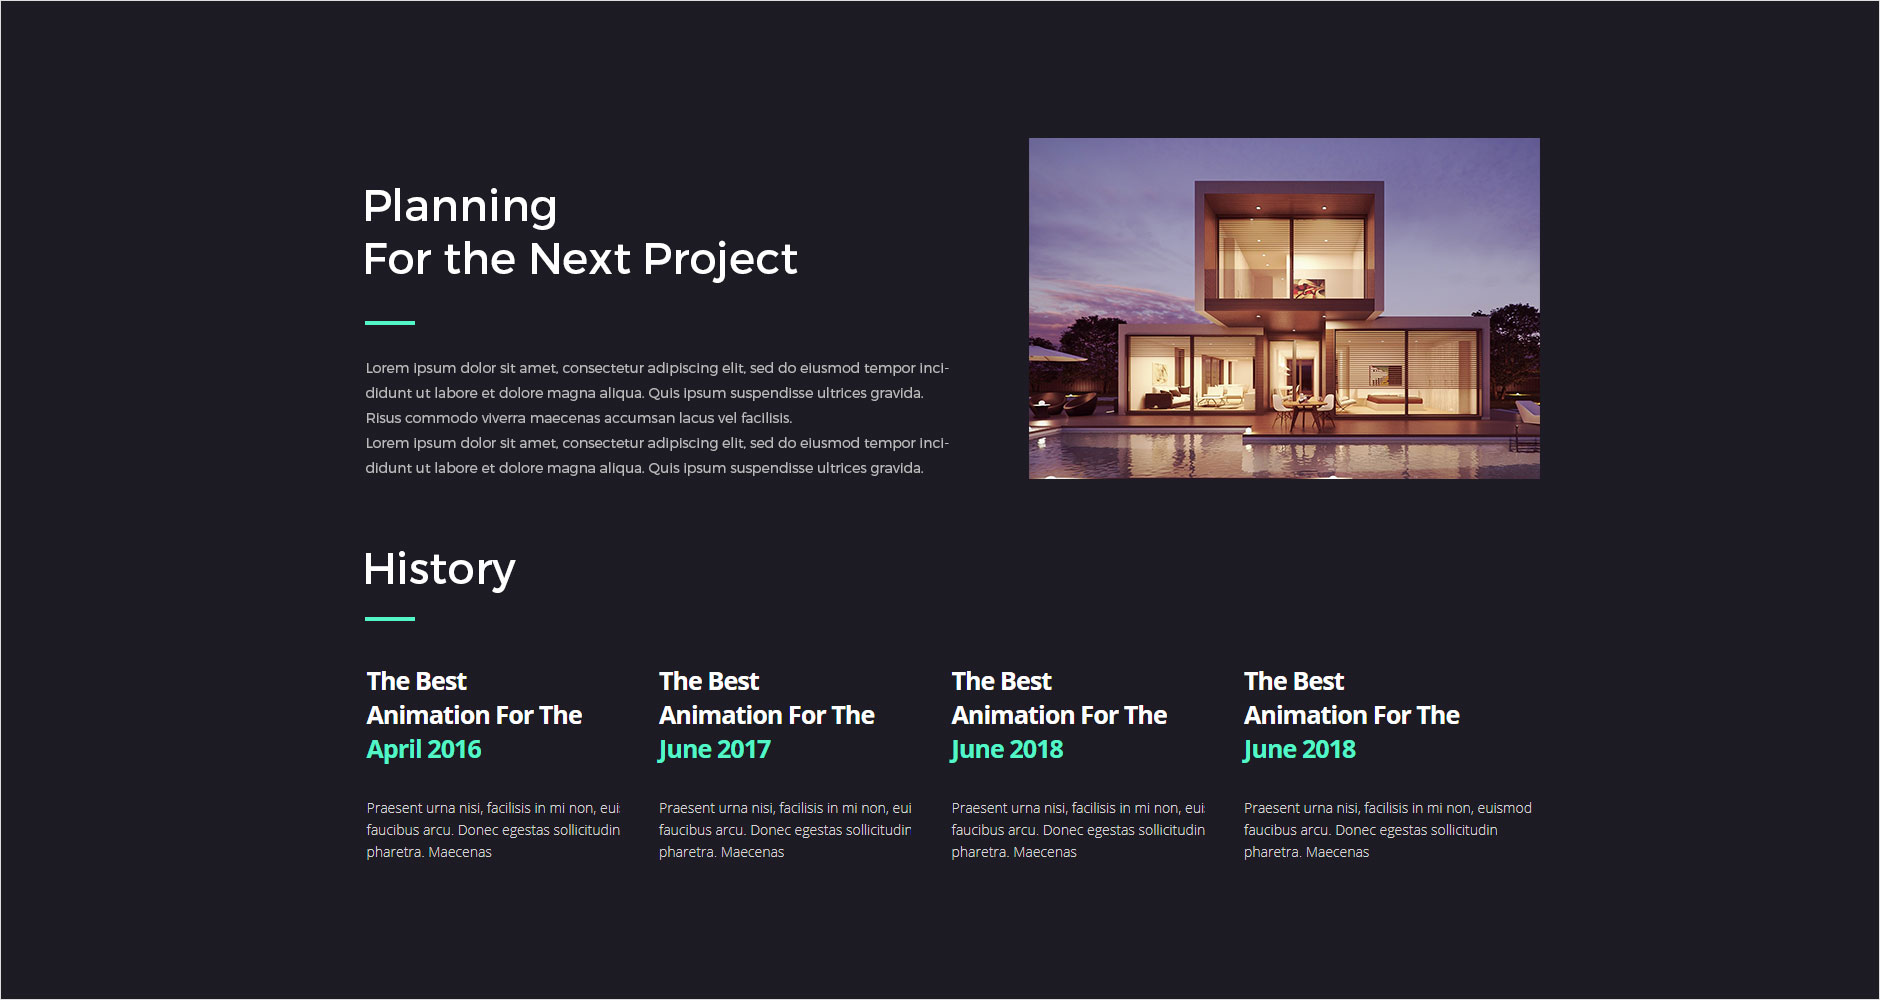 Planning
For the Next Project
Lorem ipsum dolor sit amet, consectetur adipiscing elit, sed do eiusmod tempor inci-
didunt ut labore et dolore magna aliqua. Quis ipsum suspendisse ultrices gravida.
Risus commodo viverra maecenas accumsan lacus vel facilisis.
Lorem ipsum dolor sit amet, consectetur adipiscing elit, sed do eiusmod tempor inci-
didunt ut labore et dolore magna aliqua. Quis ipsum suspendisse ultrices gravida.
History
The Best
Animation For The
April 2016
Praesent urna nisi, facilisis in mi non,
faucibus arcu. Donec egestas sollicitudin
pharetra. Maecenas
The Best
Animation For The
June 2017
Praesent urna nisi, facilisis in mi non,
faucibus arcu. Donec egestas sollicitudin
pharetra. Maecenas
The Best
Animation For The
June 2018
Praesent urna nisi, facilisis in mi non,
faucibus arcu. Donec egestas sollicitudin
pharetra. Maecenas
The Best
Animation For The
June 2018
Praesent urna nisi, facilisis in mi non, euismod
faucibus arcu. Donec egestas sollicitudin
pharetra. Maecenas